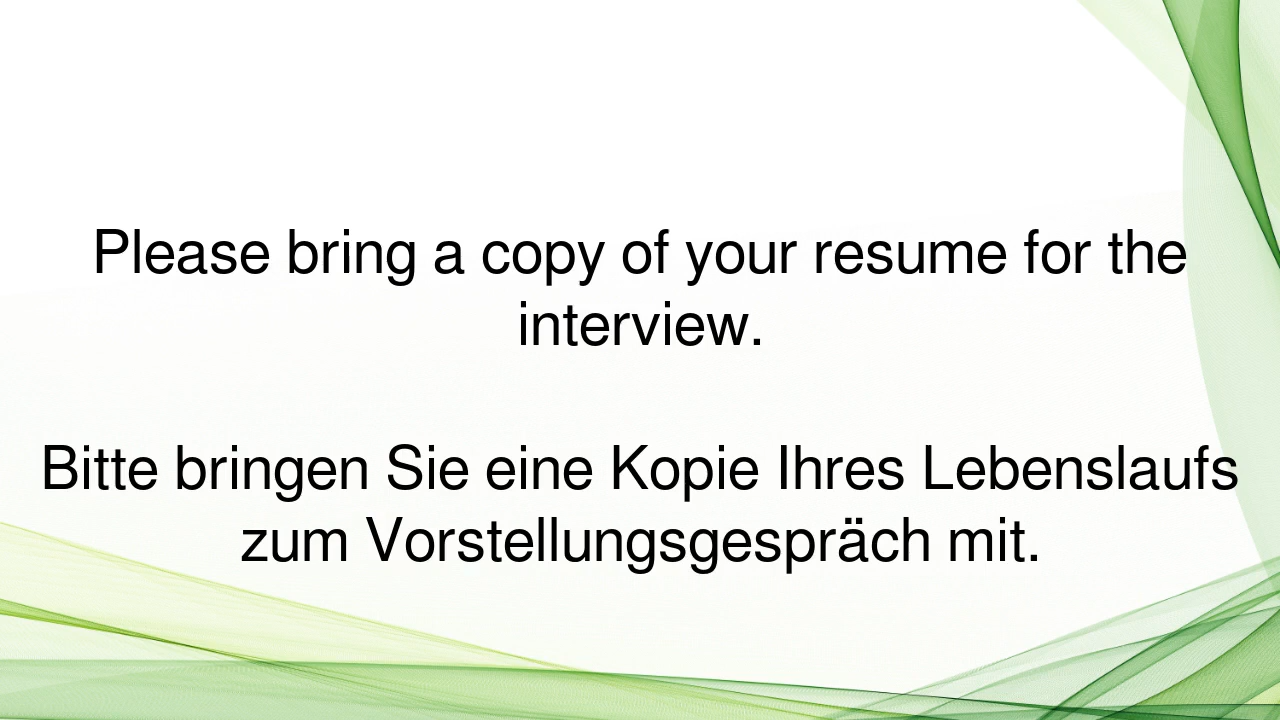 Please bring a copy of your resume for the
interview.
Bitte bringen Sie eine Kopie Ihres Lebenslaufs
zum Vorstellungsgespräch mit.